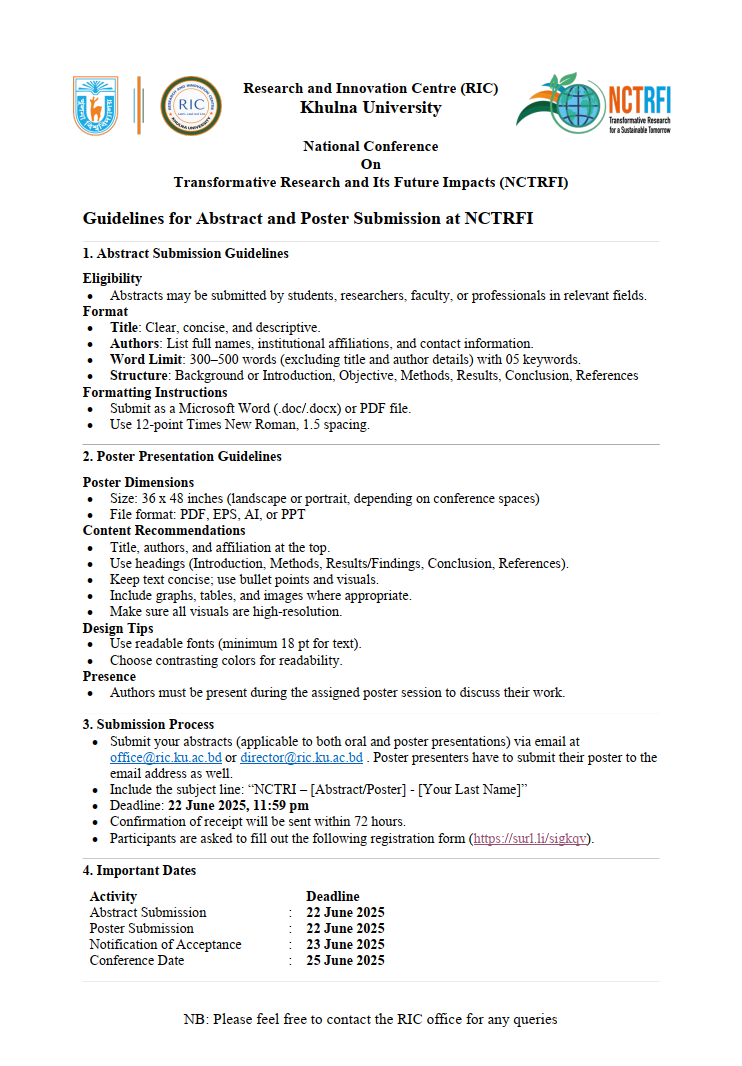 Research and Innovation Centre (RIC)
Khulna University
RIC
KHULNA UNIVERSITY
NCTRFI
Transformative Research
for a Sustainable Tomorrow
National Conference
On
Transformative Research and Its Future Impacts (NCTRFI)
Guidelines for Abstract and Poster Submission at NCTRFI
1. Abstract Submission Guidelines
Eligibility
• Abstracts may be submitted by students, researchers, faculty, or professionals in relevant fields.
Format
• Title: Clear, concise, and descriptive.
• Authors: List full names, institutional affiliations, and contact information.
• Word Limit: 300–500 words (excluding title and author details) with 05 keywords.
• Structure: Background or Introduction, Objective, Methods, Results, Conclusion, References
Formatting Instructions
• Submit as a Microsoft Word (.doc/.docx) or PDF file.
• Use 12-point Times New Roman, 1.5 spacing.
2. Poster Presentation Guidelines
Poster Dimensions
• Size: 36 x 48 inches (landscape or portrait, depending on conference spaces)
• File format: PDF, EPS, AI, or PPT
Content Recommendations
• Title, authors, and affiliation at the top.
• Use headings (Introduction, Methods, Results/Findings, Conclusion, References).
• Keep text concise; use bullet points and visuals.
• Include graphs, tables, and images where appropriate.
• Make sure all visuals are high-resolution.
Design Tips
• Use readable fonts (minimum 18 pt for text).
• Choose contrasting colors for readability.
Presence
• Authors must be present during the assigned poster session to discuss their work.
3. Submission Process
• Submit your abstracts (applicable to both oral and poster presentations) via email at
office@ric.ku.ac.bd or director@ric.ku.ac.bd . Poster presenters have to submit their poster to the
email address as well.
• Include the subject line: “NCTRI – [Abstract/Poster] - [Your Last Name]”
• Deadline: 22 June 2025, 11:59 pm
• Confirmation of receipt will be sent within 72 hours.
• Participants are asked to fill out the following registration form (https://surl.li/sigkqv).
4. Important Dates
Activity Deadline
Abstract Submission : 22 June 2025
Poster Submission : 22 June 2025
Notification of Acceptance : 23 June 2025
Conference Date : 25 June 2025
NB: Please feel free to contact the RIC office for any queries